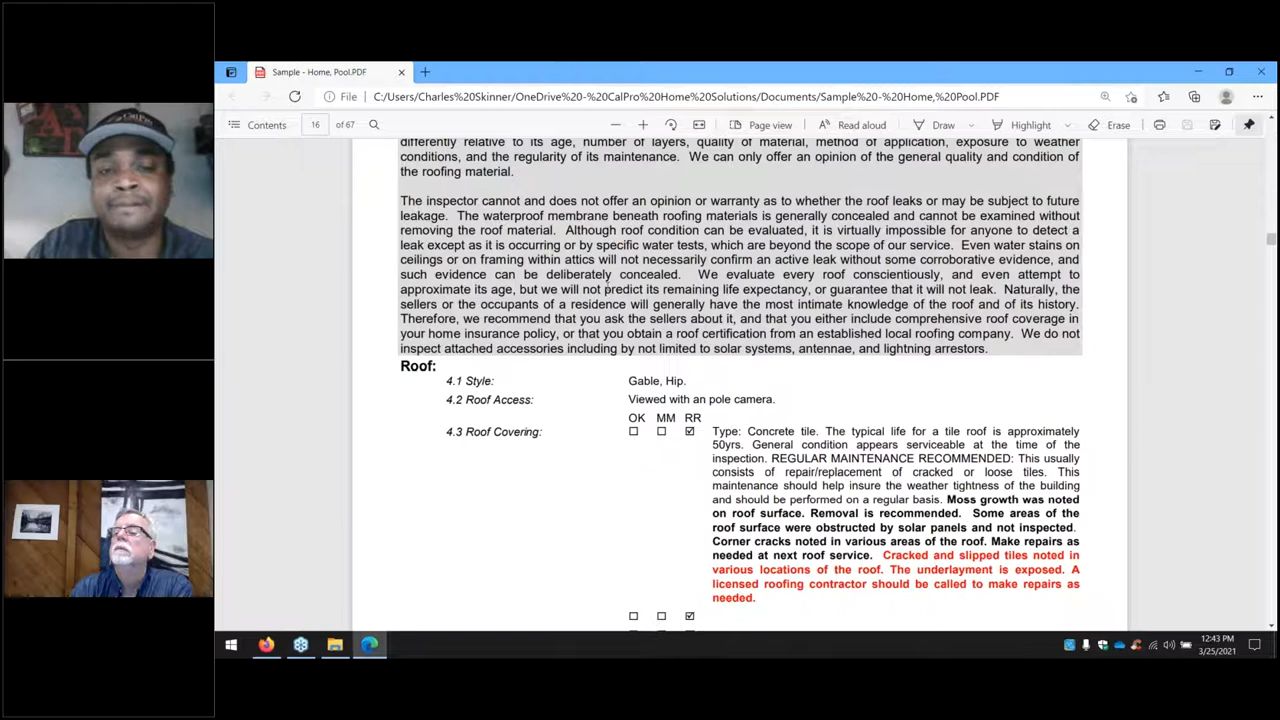 CalPro
Sample - Home, Pool.PDF
File C:/Users/Charles%20Skinner/OneDrive%20-%20CalPro%20Home%20Solutions/Documents/Sample%20-%20Home,%20Pool.PDF
Contents 16 of 67 Page view Read aloud Draw Highlight Erase
differently relative to its age, number of layers, quality of material, method of application, exposure to weather
conditions, and the regularity of its maintenance. We can only offer an opinion of the general quality and condition of
the roofing material.
The inspector cannot and does not offer an opinion or warranty as to whether the roof leaks or may be subject to future
leakage. The waterproof membrane beneath roofing materials is generally concealed and cannot be examined without
removing the roof material. Although roof condition can be evaluated, it is virtually impossible for anyone to detect a
leak except as it is occurring or by specific water tests, which are beyond the scope of our service. Even water stains on
ceilings or on framing within attics will not necessarily confirm an active leak without some corroborative evidence, and
such evidence can be deliberately concealed. We evaluate every roof conscientiously, and even attempt to
approximate its age, but we will not predict its remaining life expectancy, or guarantee that it will not leak. Naturally, the
sellers or the occupants of a residence will generally have the most intimate knowledge of the roof and of its history.
Therefore, we recommend that you ask the sellers about it, and that you either include comprehensive roof coverage in
your home insurance policy, or that you obtain a roof certification from an established local roofing company. We do not
inspect attached accessories including by not limited to solar systems, antennae, and lightning arrestors.
Roof:
4.1 Style: Gable, Hip.
4.2 Roof Access: Viewed with an pole camera.
OK MM RR
4.3 Roof Covering: Type: Concrete tile. The typical life for a tile roof is approximately
50yrs. General condition appears serviceable at the time of the
inspection. REGULAR MAINTENANCE RECOMMENDED: This usually
consists of repair/replacement of cracked or loose tiles. This
maintenance should help insure the weather tightness of the building
and should be performed on a regular basis. Moss growth was noted
on roof surface. Removal is recommended. Some areas of the
roof surface were obstructed by solar panels and not inspected.
Corner cracks noted in various areas of the roof. Make repairs as
needed at next roof service. Cracked and slipped tiles noted in
various locations of the roof. The underlayment is exposed. A
licensed roofing contractor should be called to make repairs as
needed.
12:43 PM
3/25/2021